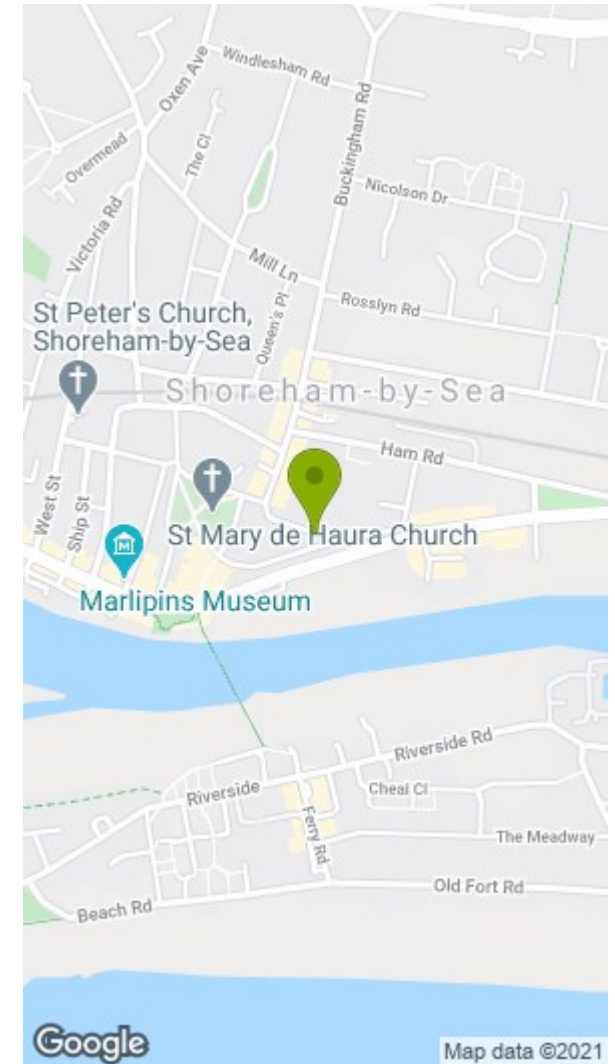 Windlesham Rd
Oxen Ave
Buckingham Rd
Overmead
The Cl
Nicolson Dr
Victoria Rd
Mill Ln
Rosslyn Rd
Queen's Pl
St Peter's Church,
Shoreham-by-Sea
Shoreham-by-Sea
Ham Rd
West St
Ship St
St Mary de Haura Church
M
Marlipins Museum
Riverside Rd
Riverside
Cheal Cl
Ferry Rd
The Meadway
Old Fort Rd
Beach Rd
Google
Map data ©2021